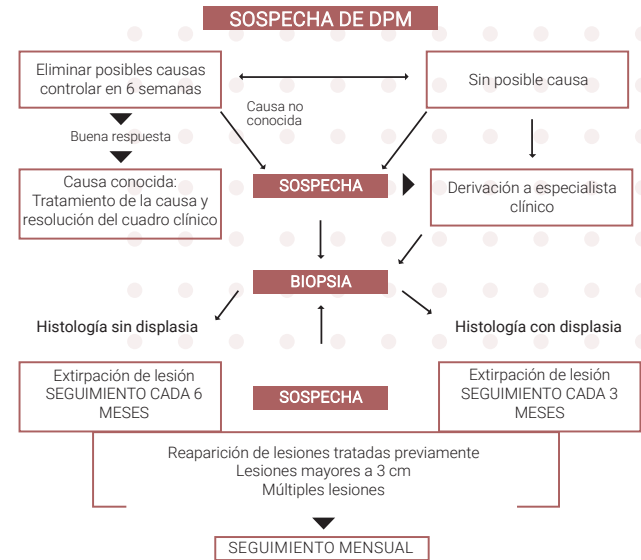 SOSPECHA DE DPM
Eliminar posibles causas
controlar en 6 semanas
Sin posible causa
Causa no
conocida
Buena respuesta
Causa conocida:
Tratamiento de la causa y
resolución del cuadro clínico
SOSPECHA
Derivación a especialista
clínico
BIOPSIA
Histología sin displasia
Histología con displasia
Extirpación de lesión
SEGUIMIENTO CADA 6
MESES
SOSPECHA
Extirpación de lesión
SEGUIMIENTO CADA 3
MESES
Reaparición de lesiones tratadas previamente
Lesiones mayores a 3 cm
Múltiples lesiones
SEGUIMIENTO MENSUAL